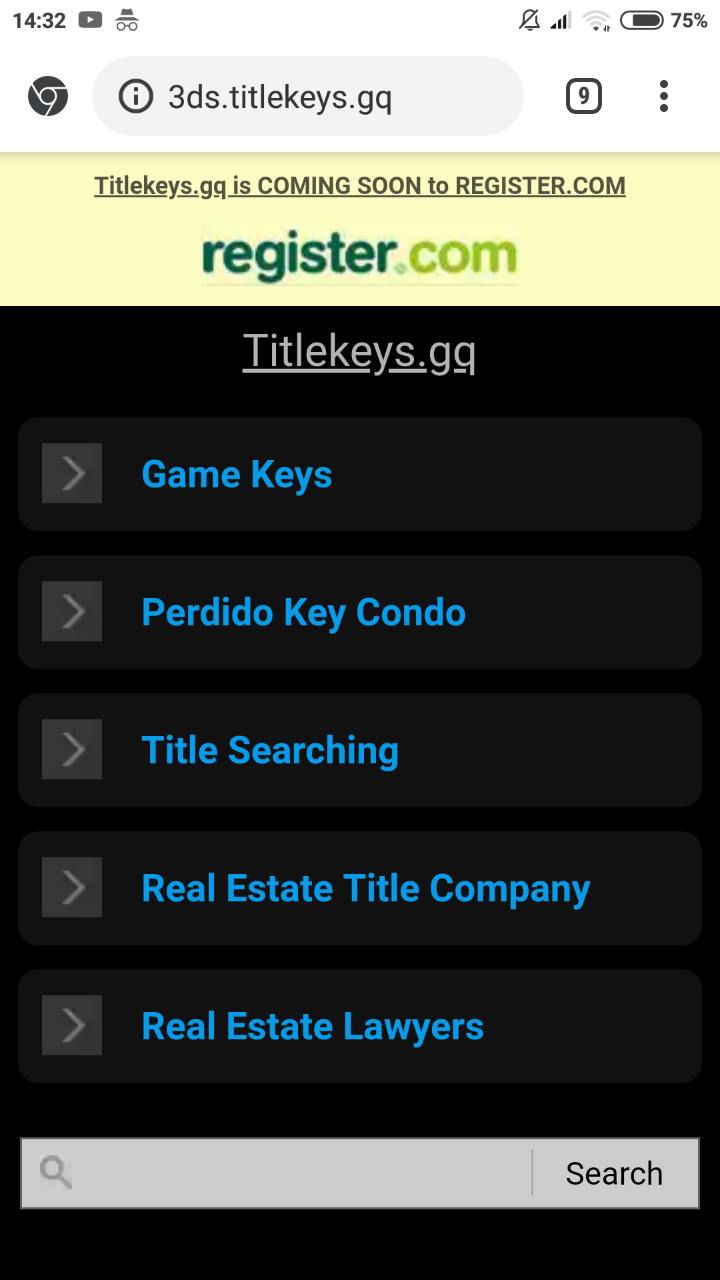 14:32 75%
3ds.titlekeys.gq 9
Titlekeys.gq is COMING SOON to REGISTER.COM
register.com
Titlekeys.gq
Game Keys
Perdido Key Condo
Title Searching
Real Estate Title Company
Real Estate Lawyers
Search